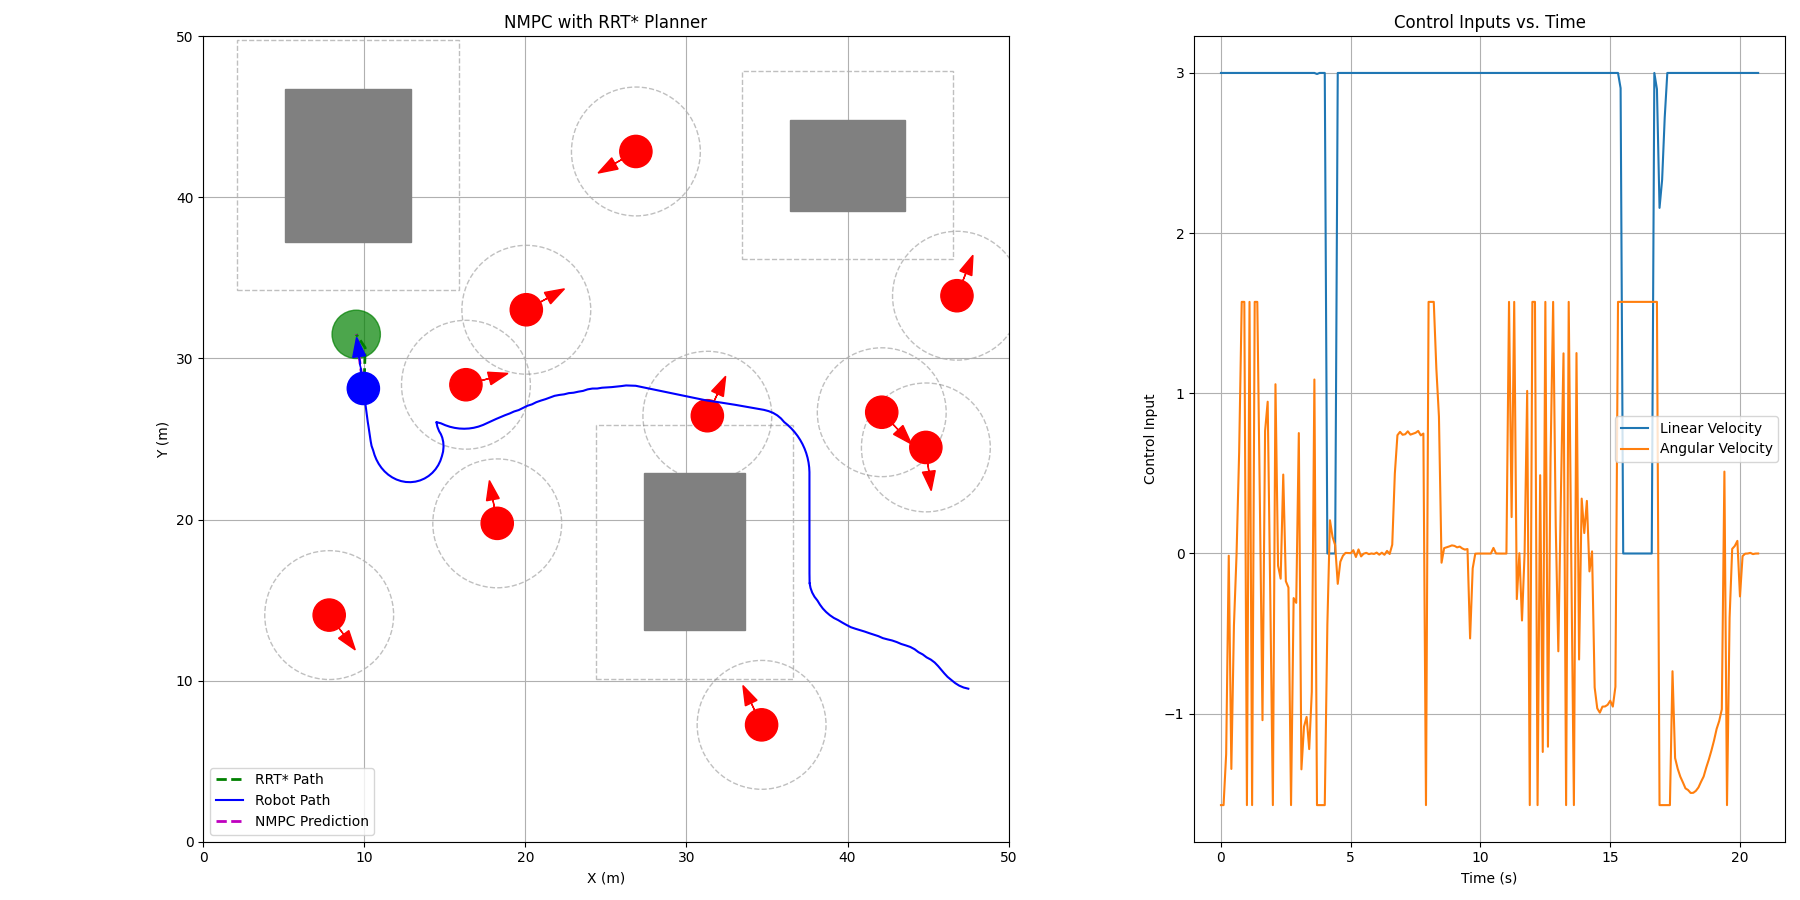 NMPC with RRT* Planner
50
40
30
20
10
0
0 10 20 30 40 50
Y (m)
X (m)
RRT* Path
Robot Path
NMPC Prediction
Control Inputs vs. Time
3
2
1
0
−1
0 5 10 15 20
Control Input
Time (s)
Linear Velocity
Angular Velocity